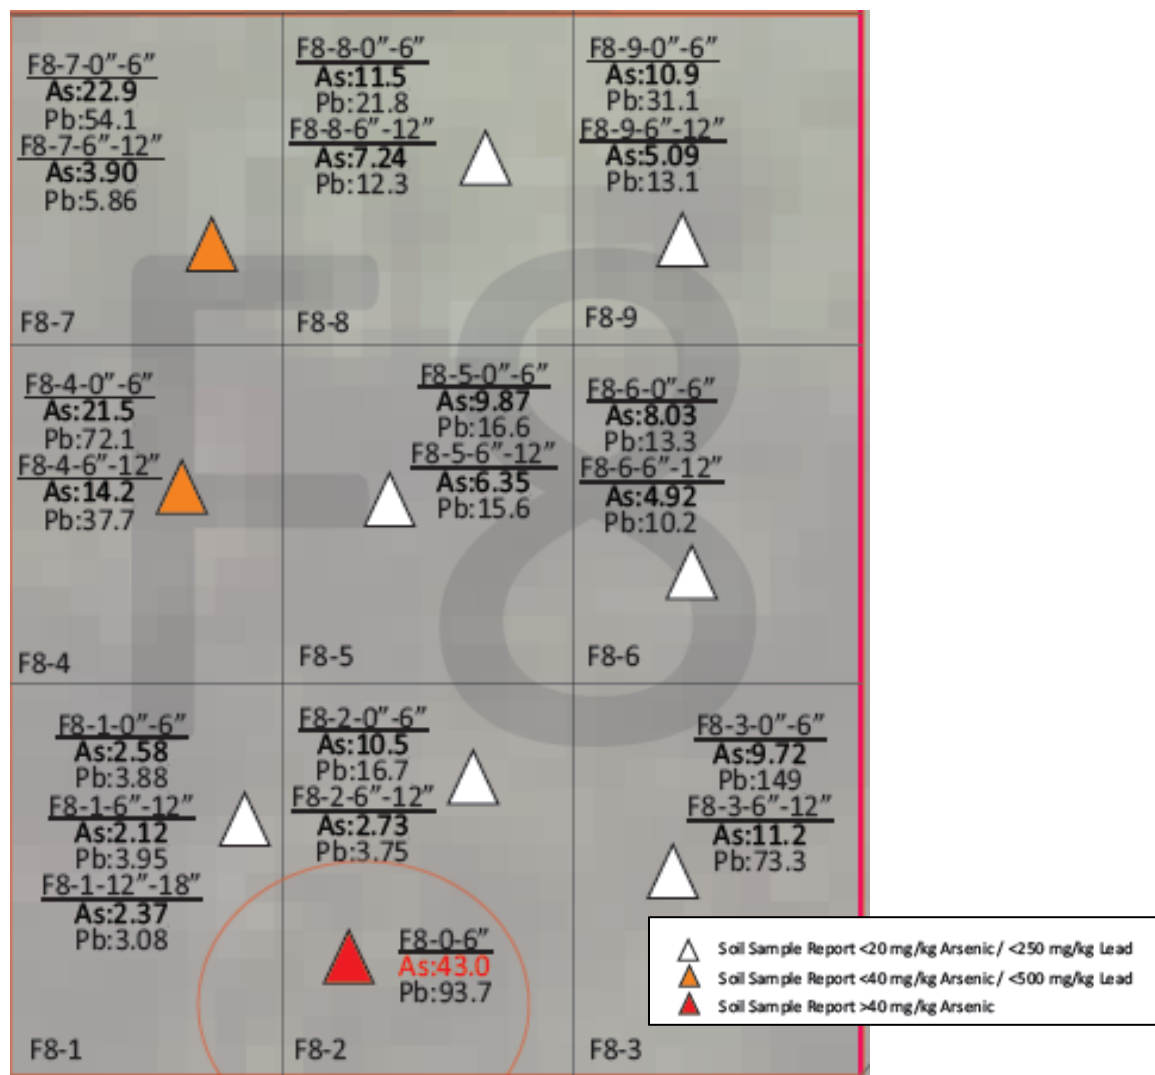 F8-7-0”-6”
As:22.9
Pb:54.1
F8-7-6”-12”
As:3.90
Pb:5.86
F8-7
F8-8-0”-6”
As:11.5
Pb:21.8
F8-8-6”-12”
As:7.24
Pb:12.3
F8-8
F8-9-0”-6”
As:10.9
Pb:31.1
F8-9-6”-12”
As:5.09
Pb:13.1
F8-9
F8
F8-4-0”-6”
As:21.5
Pb:72.1
F8-4-6”-12”
As:14.2
Pb:37.7
F8-4
F8-5-0”-6”
As:9.87
Pb:16.6
F8-5-6”-12”
As:6.35
Pb:15.6
F8-5
F8-6-0”-6”
As:8.03
Pb:13.3
F8-6-6”-12”
As:4.92
Pb:10.2
F8-6
F8-1-0”-6”
As:2.58
Pb:3.88
F8-1-6”-12”
As:2.12
Pb:3.95
F8-1-12”-18”
As:2.37
Pb:3.08
F8-1
F8-2-0”-6”
As:10.5
Pb:16.7
F8-2-6”-12”
As:2.73
Pb:3.75
F8-0-6”
As:43.0
Pb:93.7
F8-2
F8-3-0”-6”
As:9.72
Pb:149
F8-3-6”-12”
As:11.2
Pb:73.3
F8-3
Soil Sample Report <20 mg/kg Arsenic / <250 mg/kg Lead
Soil Sample Report <40 mg/kg Arsenic / <500 mg/kg Lead
Soil Sample Report >40 mg/kg Arsenic